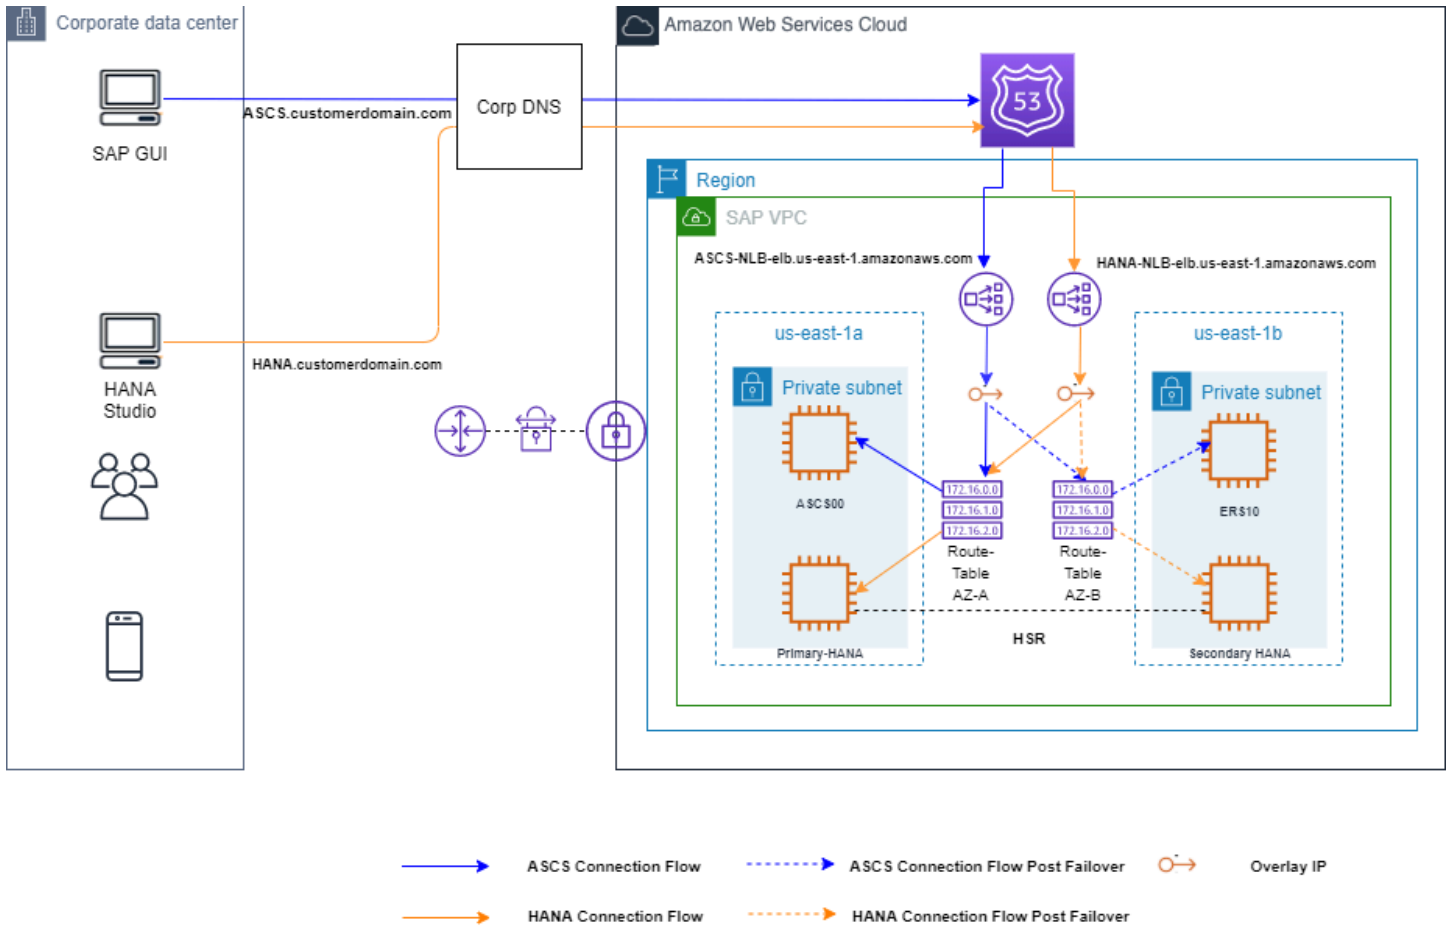 Corporate data center
Amazon Web Services Cloud
Corp DNS
53
ASCS.customerdomain.com
SAP GUI
Region
SAP VPC
ASCS-NLB-elb.us-east-1.amazonaws.com
HANA-NLB-elb.us-east-1.amazonaws.com
us-east-1a
us-east-1b
HANA.customerdomain.com
HANA
Studio
Private subnet
Private subnet
ASCS00
172.16.0.0
172.16.1.0
172.16.2.0
172.16.0.0
172.16.1.0
172.16.2.0
ERS10
Route-
Table
AZ-A
Route-
Table
AZ-B
HSR
Primary-HANA
Secondary HANA
ASCS Connection Flow
ASCS Connection Flow Post Failover
Overlay IP
HANA Connection Flow
HANA Connection Flow Post Failover